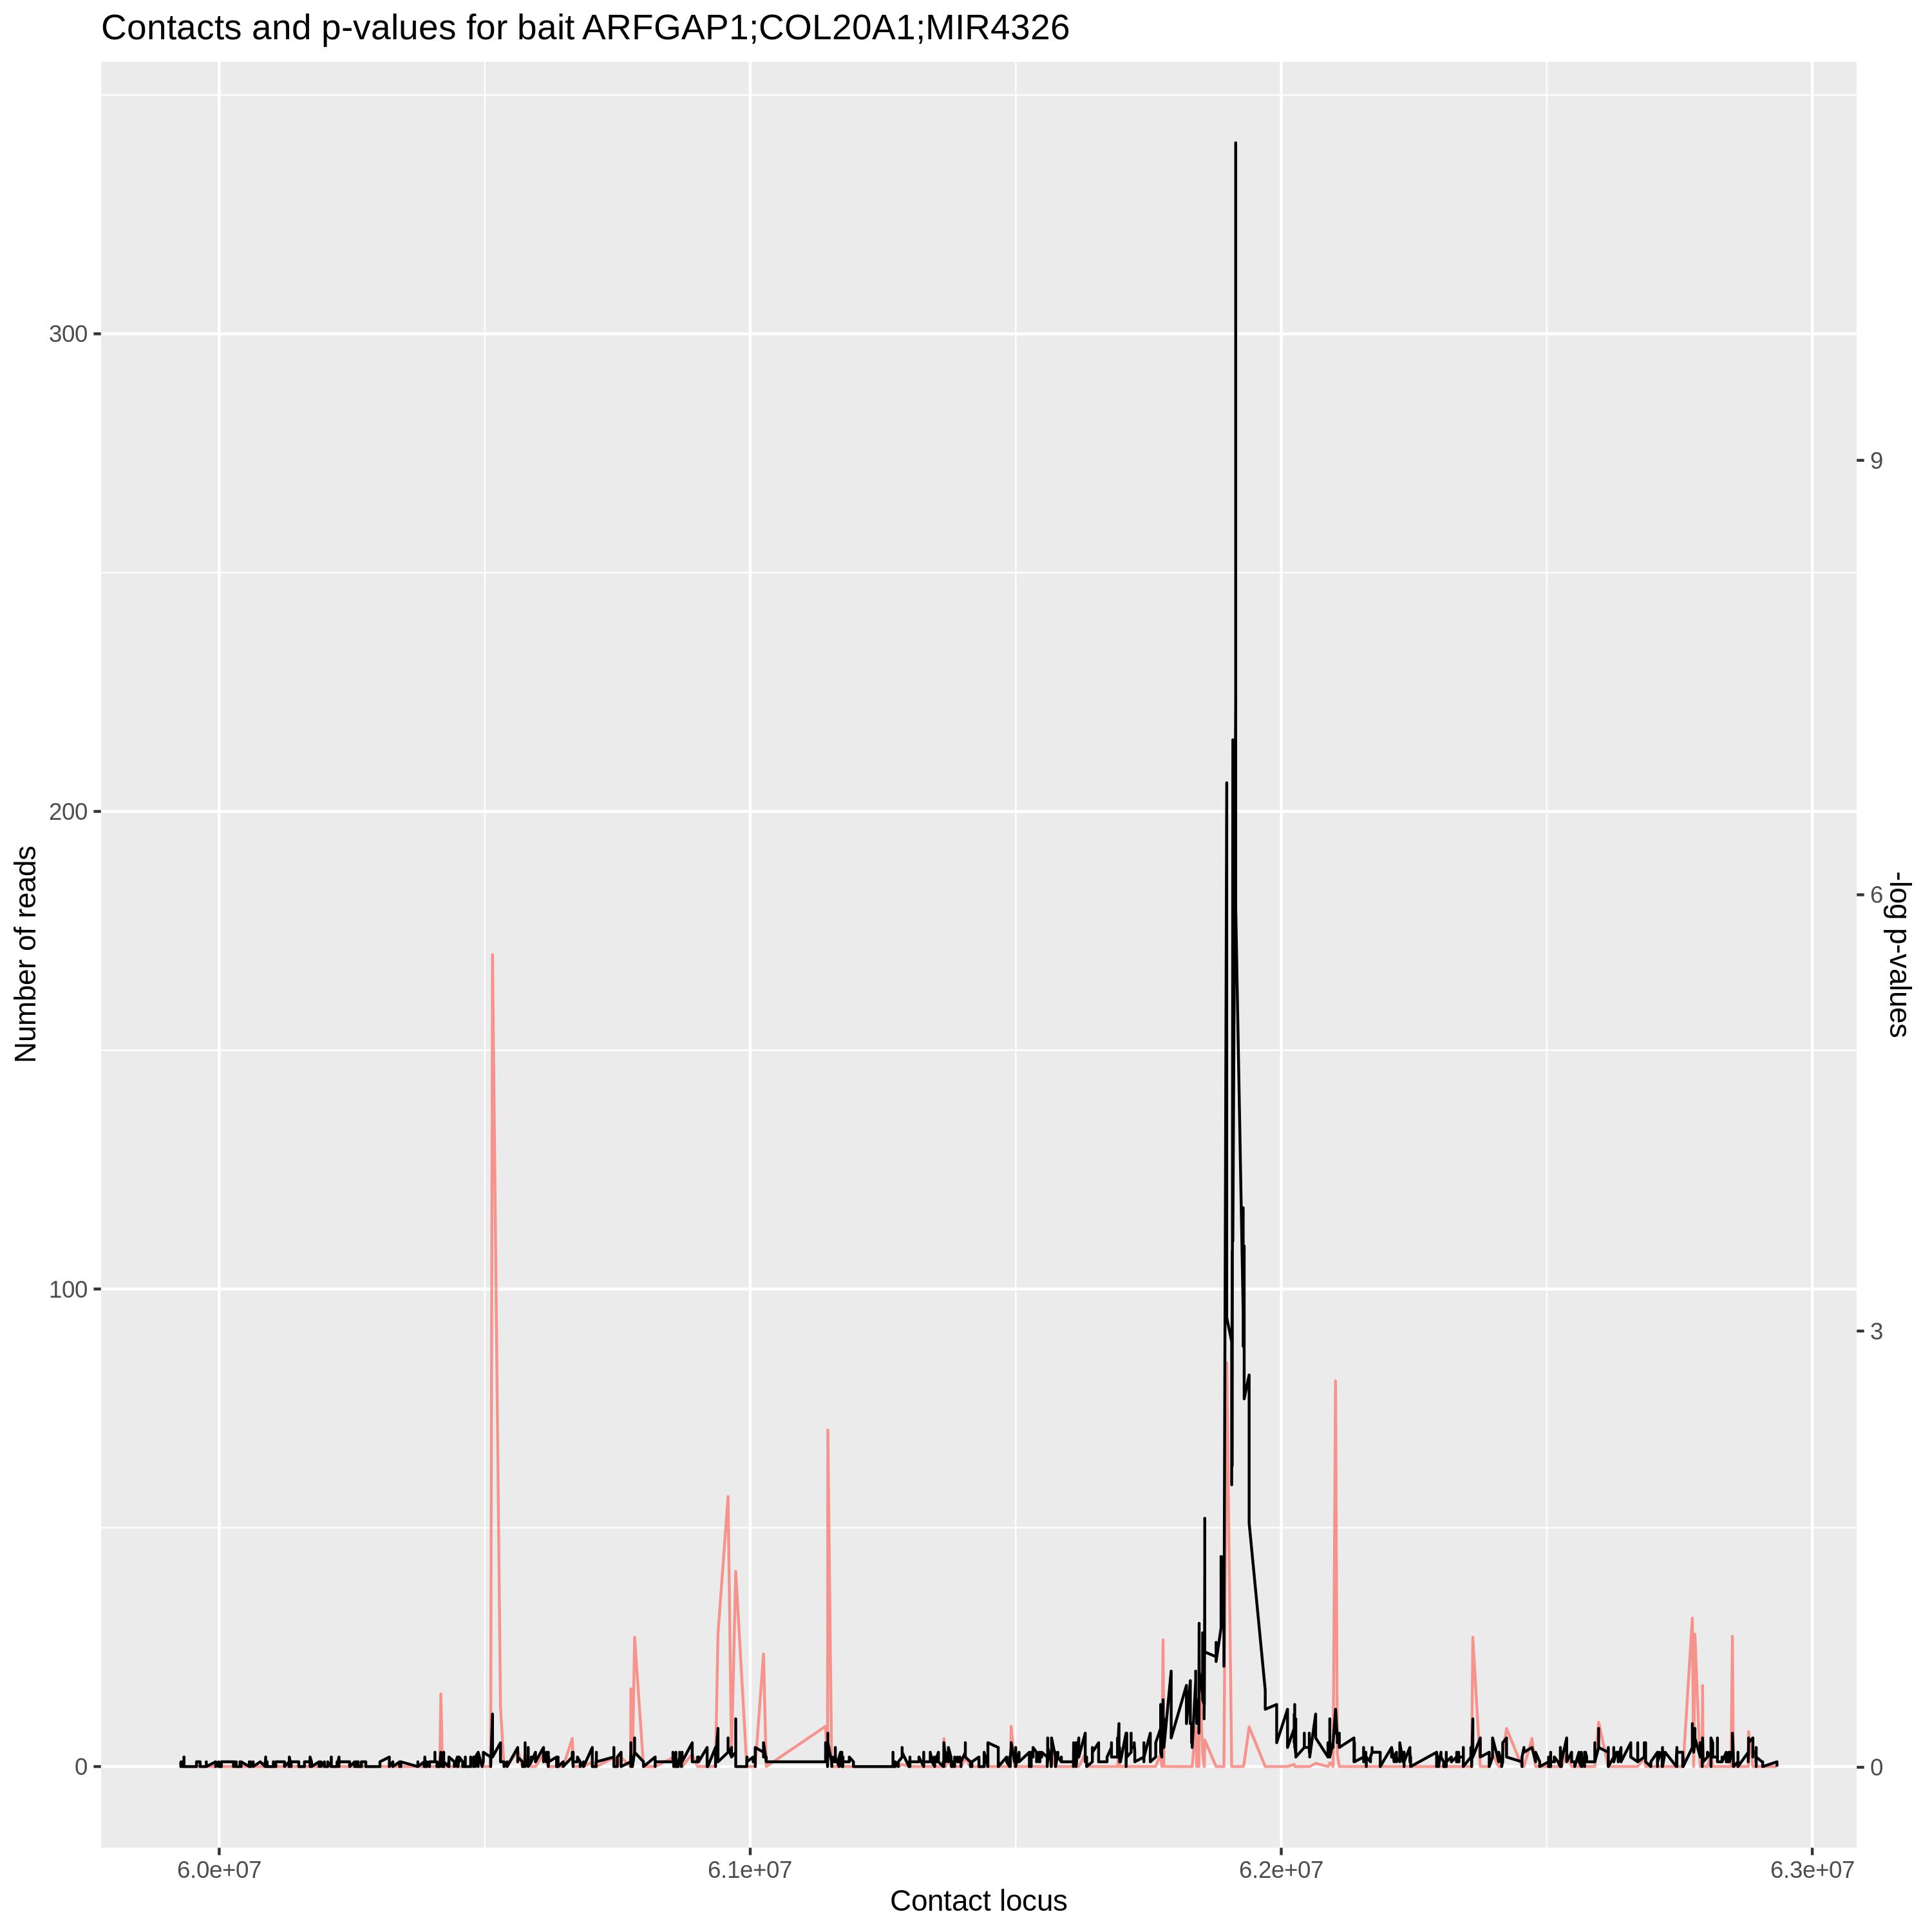 Contacts and p-values for bait ARFGAP1;COL20A1;MIR4326
Number of reads
300
200
100
0
9
6
3
0
-log p-values
6.0e+07 6.1e+07 6.2e+07 6.3e+07
Contact locus